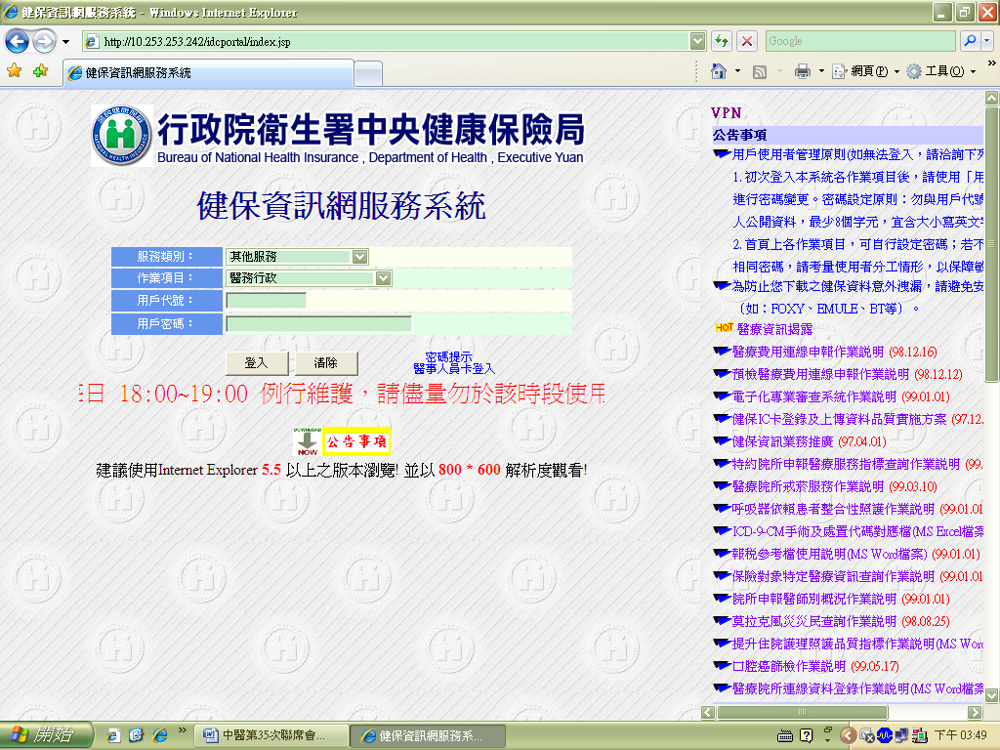 健保資訊網服務系統 - Windows Internet Explorer
http://10.253.253.242/idcportal/index.jsp
Google
健保資訊網服務系統
網頁(P)
工具(O)
行政院衛生署中央健康保險局
Bureau of National Health Insurance , Department of Health , Executive Yuan
健保資訊網服務系統
服務類別：
其他服務
作業項目：
醫務行政
用戶代號：
用戶密碼：
登入
清除
密碼提示
醫事人員卡登入
日 18:00~19:00 例行維護，請儘量勿於該時段使用
DOWNLOAD
NOW
公告事項
建議使用Internet Explorer 5.5 以上之版本瀏覽! 並以 800 * 600 解析度觀看!
VPN
公告事項
用戶使用者管理原則(如無法登入，請洽詢下
1. 初次登入本系統各作業項目後，請使用「用
進行密碼變更。密碼設定原則：勿與用戶代號
人公開資料，最少8個字元，宜含大小寫英文
2. 首頁上各作業項目，可自行設定密碼；若不
相同密碼，請考量使用者分工情形，以保障敏
為防止您下載之健保資料意外洩漏，請避免安
〔如：FOXY、EMULE、BT等〕。
HOT 醫療資訊揭露
醫療費用連線申報作業說明 (98.12.16)
預檢醫療費用連線申報作業說明 (98.12.12)
電子化專業審查系統作業說明 (99.01.01)
健保IC卡登錄及上傳資料品質實施方案 (97.12.
健保資訊業務推廣 (97.04.01)
特約院所申報醫療服務指標查詢作業說明 (99.
醫療院所戒菸服務作業說明 (99.03.10)
呼吸器依賴患者整合性照護作業說明 (99.01.01
ICD-9-CM手術及處置代碼對應檔(MS Excel檔案
報稅參考檔使用說明(MS Word檔案) (99.01.01)
保險對象特定醫療資訊查詢作業說明 (99.01.01
院所申報醫師別概況作業說明 (99.01.01)
莫拉克風災災民查詢作業說明 (98.08.25)
提升住院護理照護品質指標作業說明(MS Word
口腔癌篩檢作業說明 (99.05.17)
醫療院所連線資料登錄作業說明(MS Word檔案
開始
中醫第35次聯席會...
健保資訊網服務系...
下午 03:49